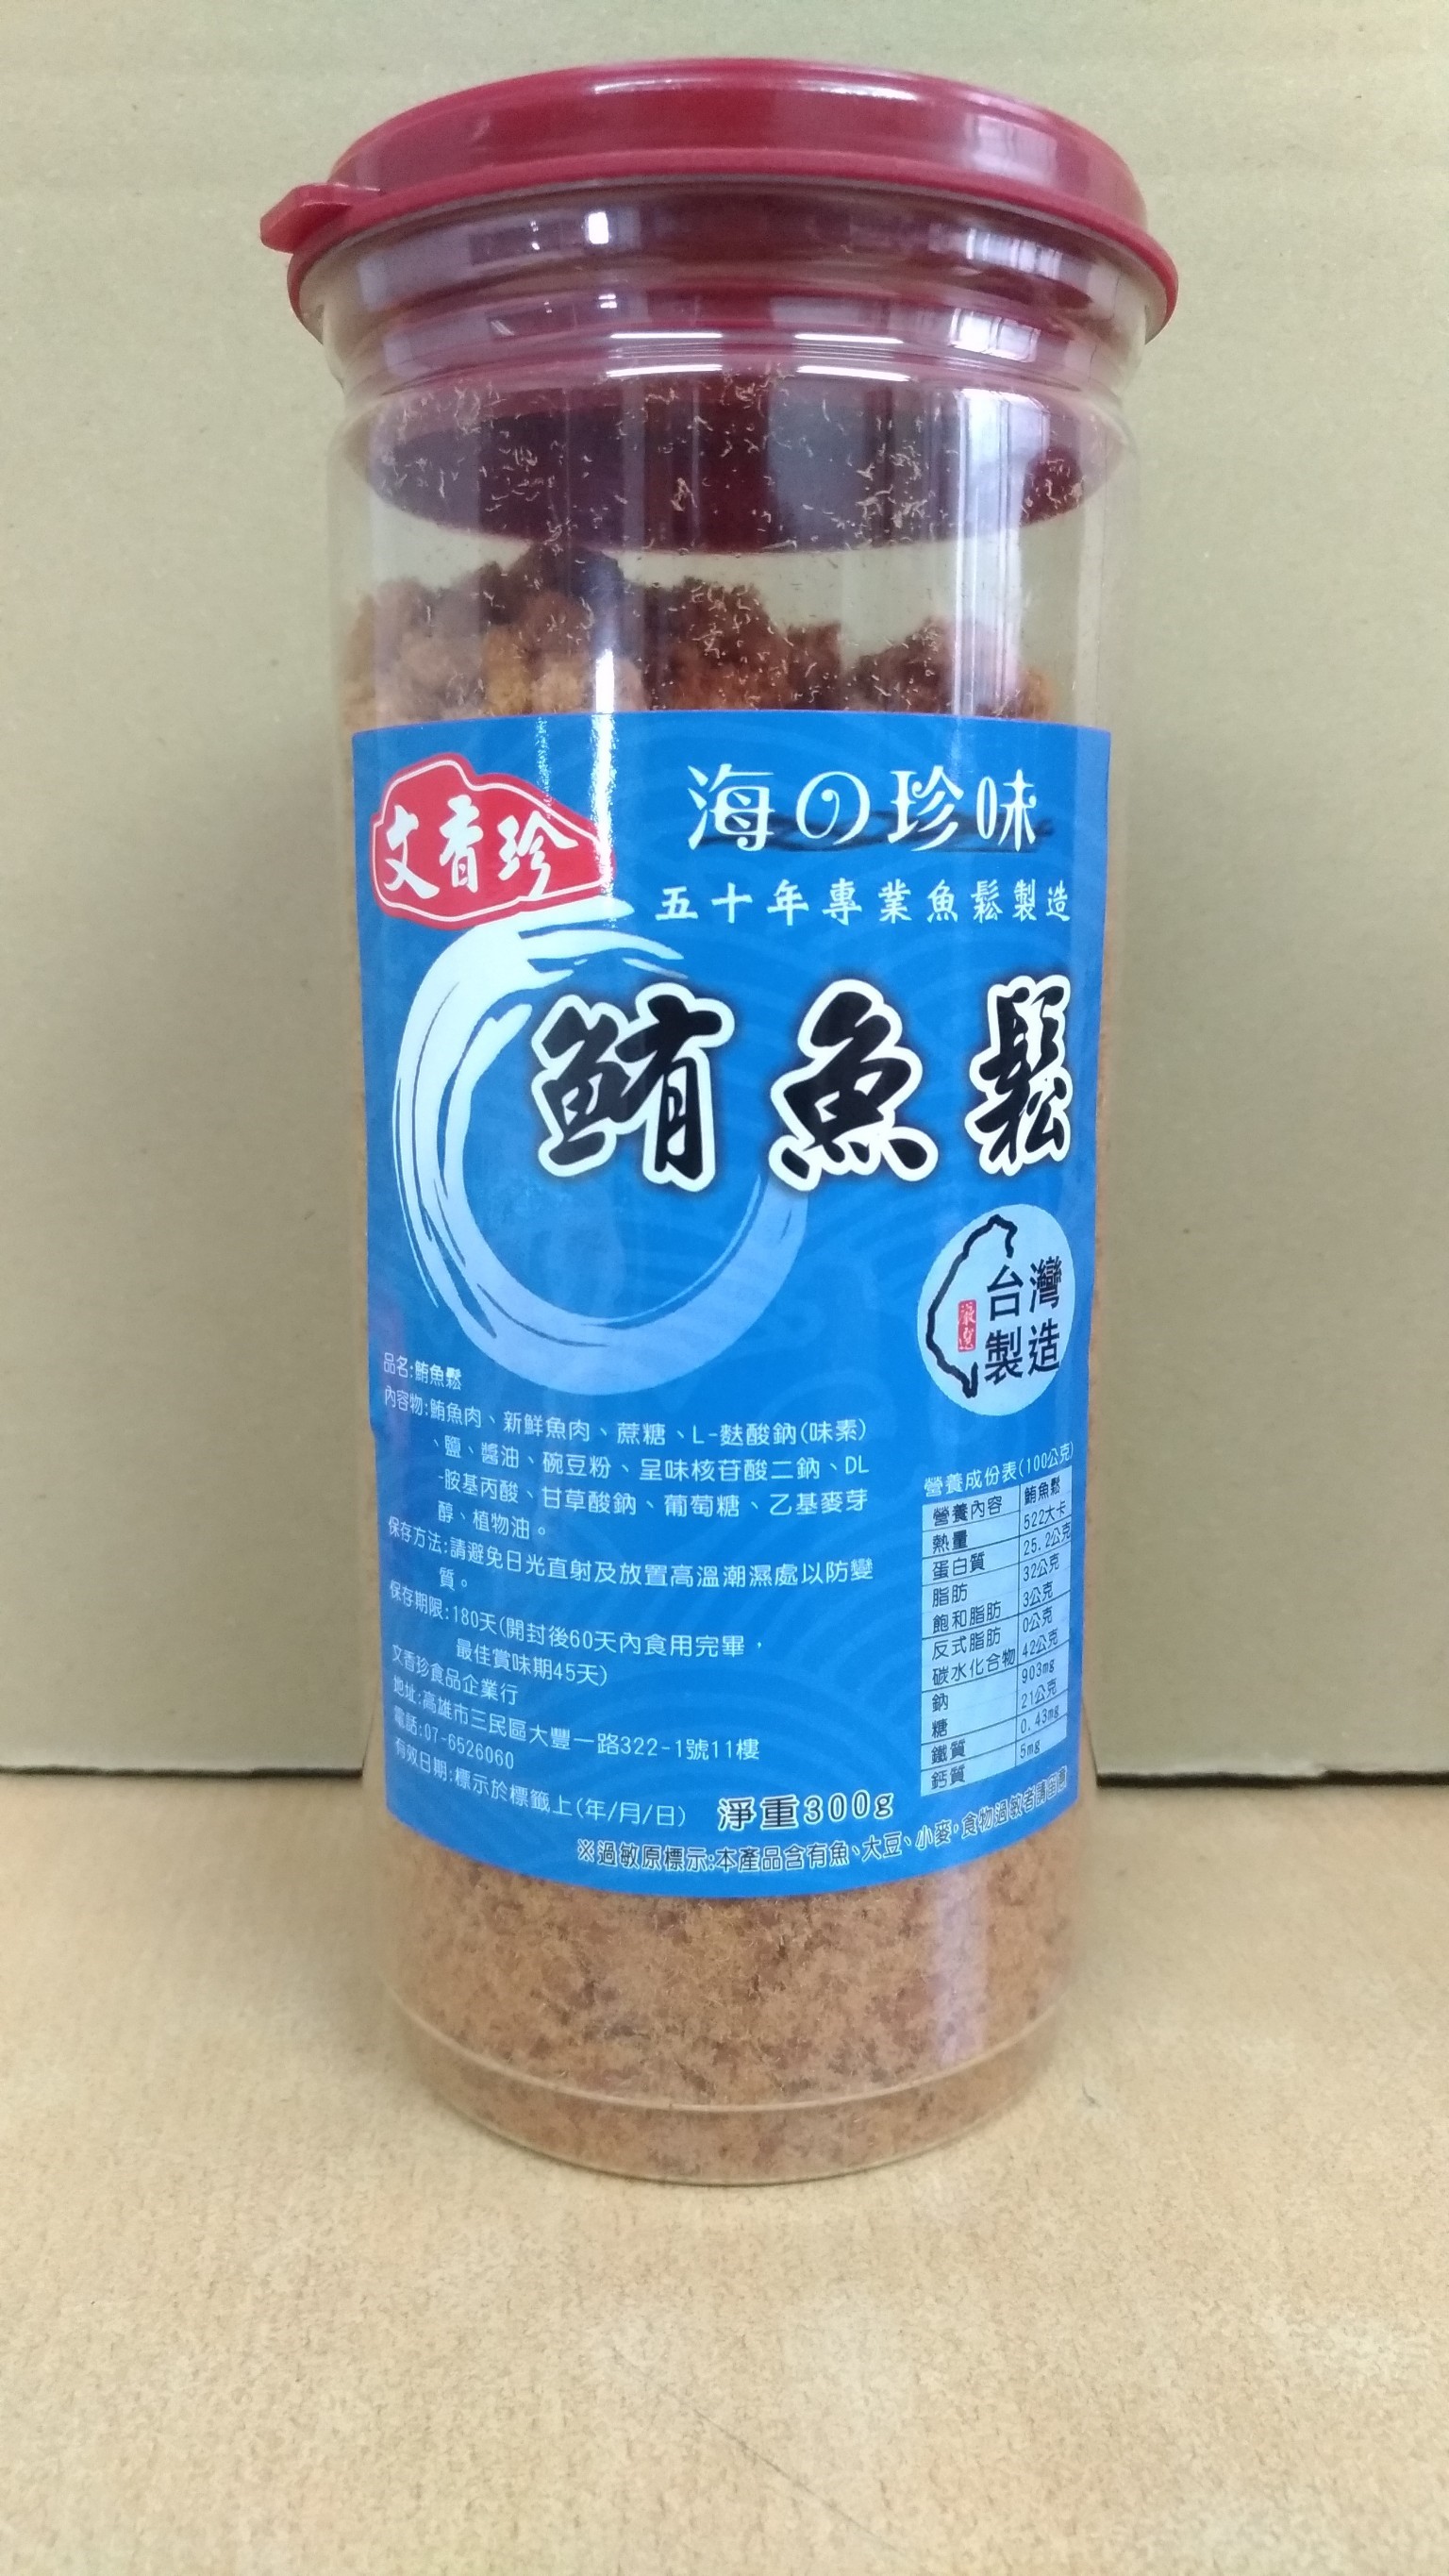 文香珍
海の珍味
五十年專業魚鬆製造
鮪魚鬆
台灣
製造
嚴選
品名:鮪魚鬆
內容物:鮪魚肉、新鮮魚肉、蔗糖、L-麩酸鈉(味素)
、鹽、醬油、碗豆粉、呈味核苷酸二鈉、DL
-胺基丙酸、甘草酸鈉、葡萄糖、乙基麥芽
醇、植物油。
保存方法:請避免日光直射及放置高溫潮濕處以防變
質。
保存期限:180天(開封後60天內食用完畢，
最佳賞味期45天)
文香珍食品企業行
地址:高雄市三民區大豐一路322-1號11樓
電話:07-6526060
有效日期:標示於標籤上(年/月/日)
淨重300g
營養成份表(100公克)
營養內容 鮪魚鬆
熱量 522大卡
蛋白質 25.2公克
脂肪 32公克
飽和脂肪 3公克
反式脂肪 0公克
碳水化合物 42公克
鈉 903mg
糖 21公克
鐵質 0.43mg
鈣質 5mg
※過敏原標示:本產品含有魚、大豆、小麥,食物過敏者請留意